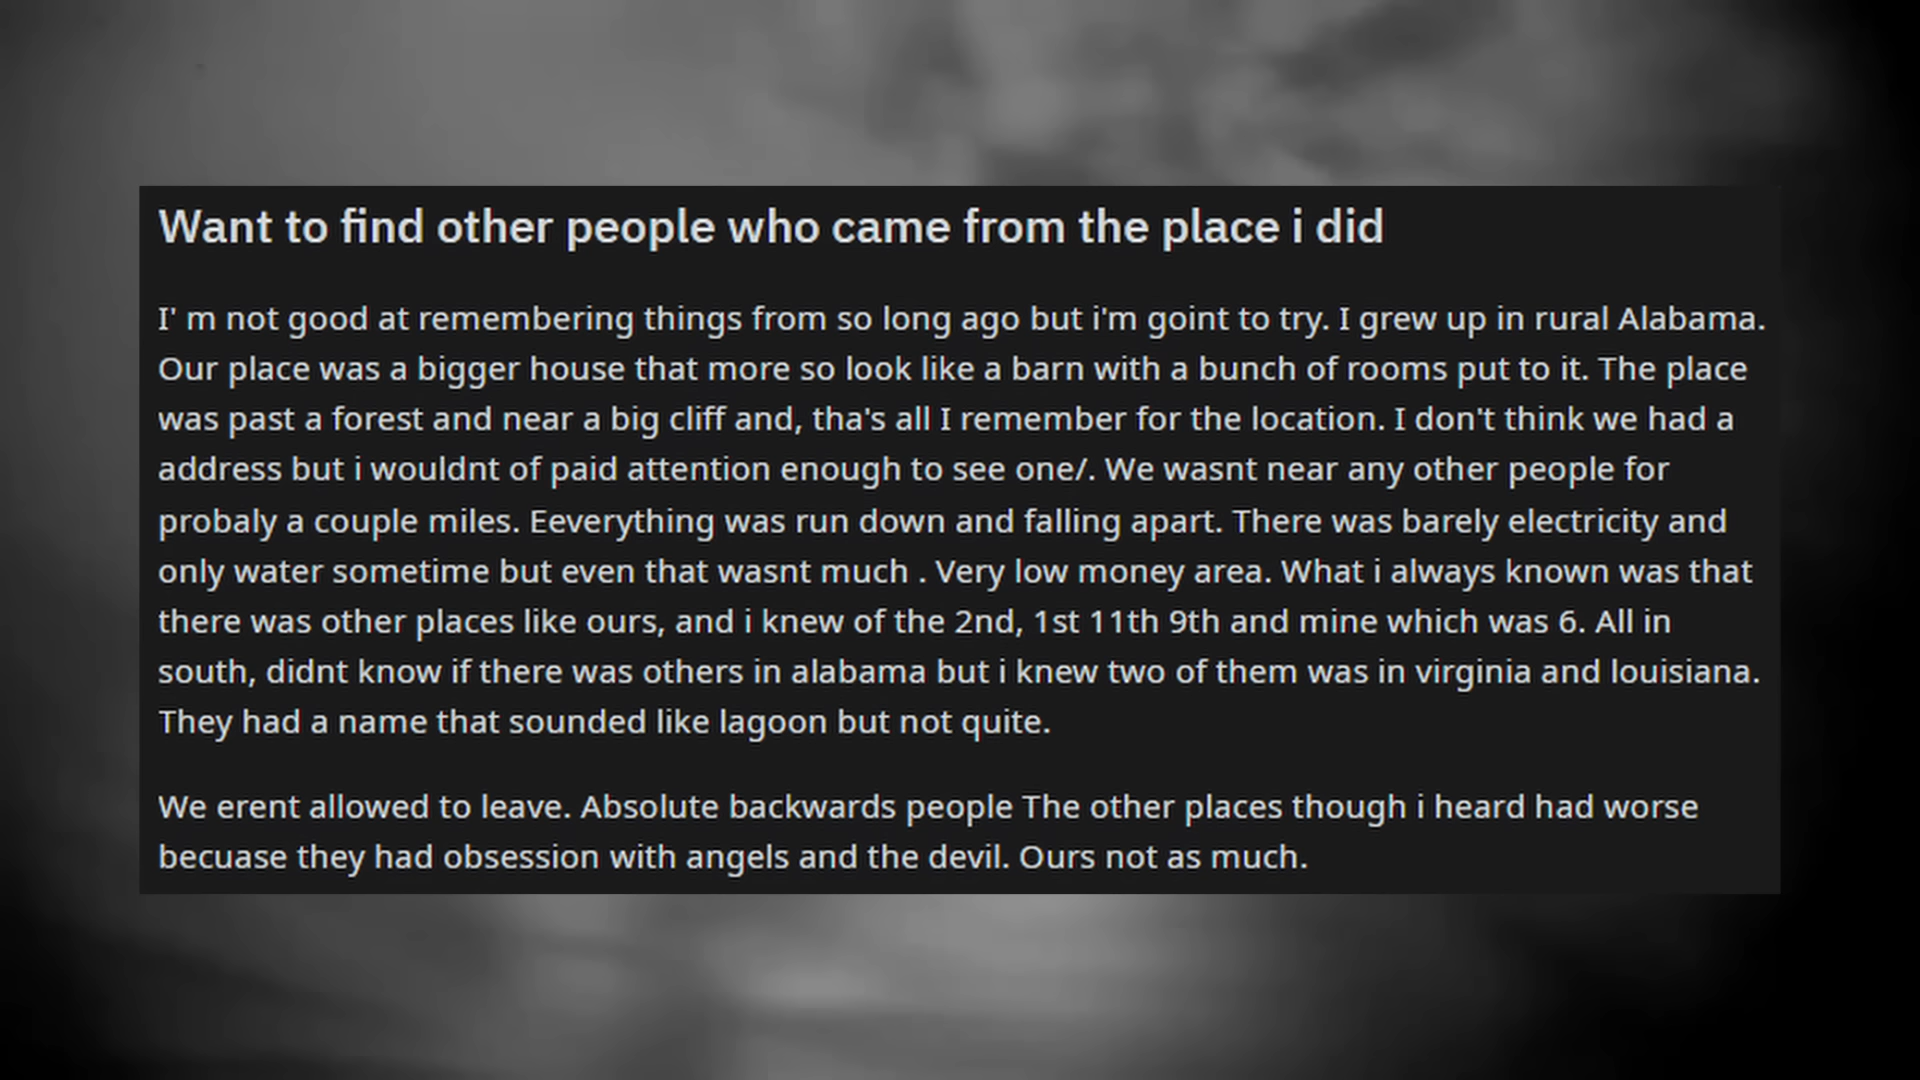 Want to find other people who came from the place i did
I' m not good at remembering things from so long ago but i'm goint to try. I grew up in rural Alabama.
Our place was a bigger house that more so look like a barn with a bunch of rooms put to it. The place
was past a forest and near a big cliff and, tha's all I remember for the location. I don't think we had a
address but i wouldnt of paid attention enough to see one/. We wasnt near any other people for
probaly a couple miles. Eeverything was run down and falling apart. There was barely electricity and
only water sometime but even that wasnt much . Very low money area. What i always known was that
there was other places like ours, and i knew of the 2nd, 1st 11th 9th and mine which was 6. All in
south, didnt know if there was others in alabama but i knew two of them was in virginia and louisiana.
They had a name that sounded like lagoon but not quite.
We erent allowed to leave. Absolute backwards people The other places though i heard had worse
becuase they had obsession with angels and the devil. Ours not as much.